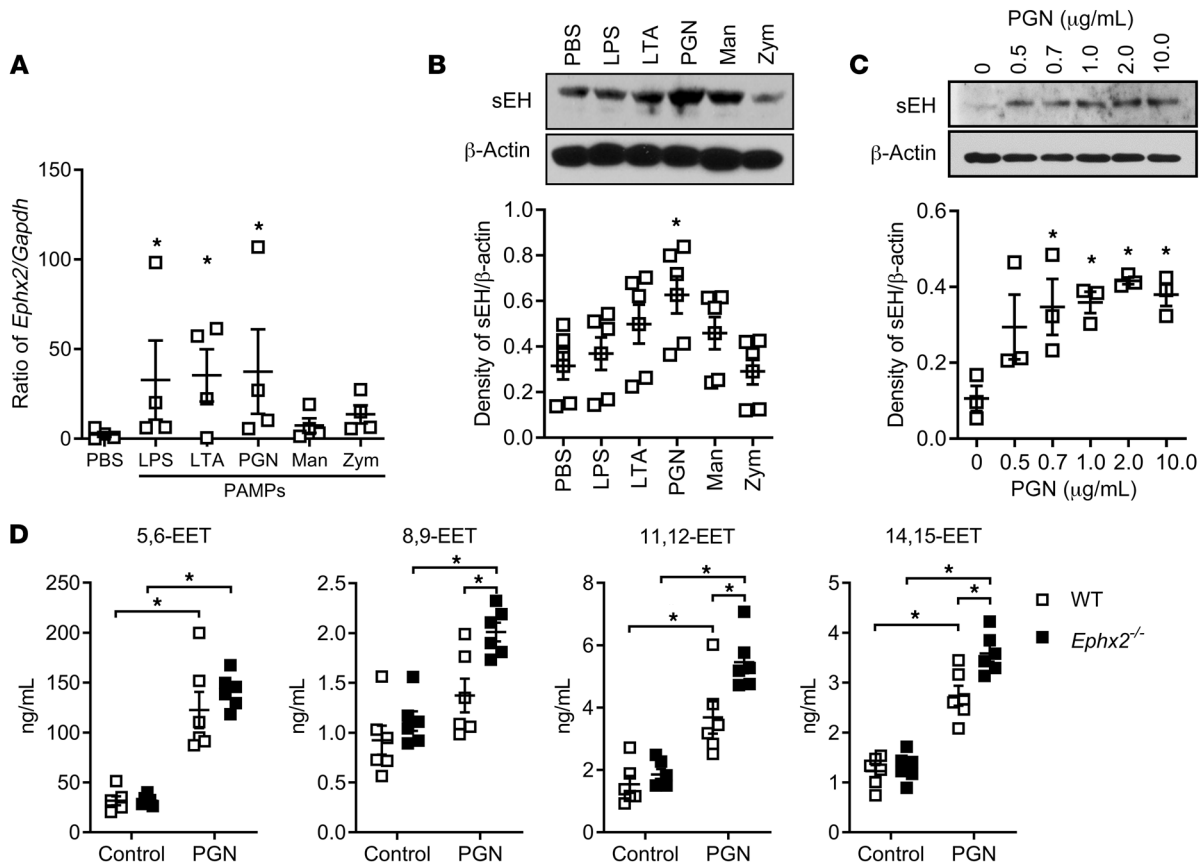 A
Ratio of Ephx2/Gapdh
150
100
50
0
* * *
PBS LPS LTA PGN Man Zym
PAMPs
B
PBS LPS LTA PGN Man Zym
sEH
β-Actin
Density of sEH/β-actin
1.0
0.8
0.6
0.4
0.2
0.0
*
PBS LPS LTA PGN Man Zym
C
PGN (μg/mL)
0 0.5 0.7 1.0 2.0 10.0
sEH
β-Actin
Density of sEH/β-actin
0.6
0.4
0.2
0.0
* * * *
0 0.5 0.7 1.0 2.0 10.0
PGN (μg/mL)
D
5,6-EET
ng/mL
250
200
150
100
50
0
* *
Control PGN
8,9-EET
ng/mL
2.5
2.0
1.5
1.0
0.5
0.0
* *
Control PGN
11,12-EET
ng/mL
8
6
4
2
0
* * *
Control PGN
14,15-EET
ng/mL
5
4
3
2
1
0
* * *
Control PGN
WT
Ephx2-/-